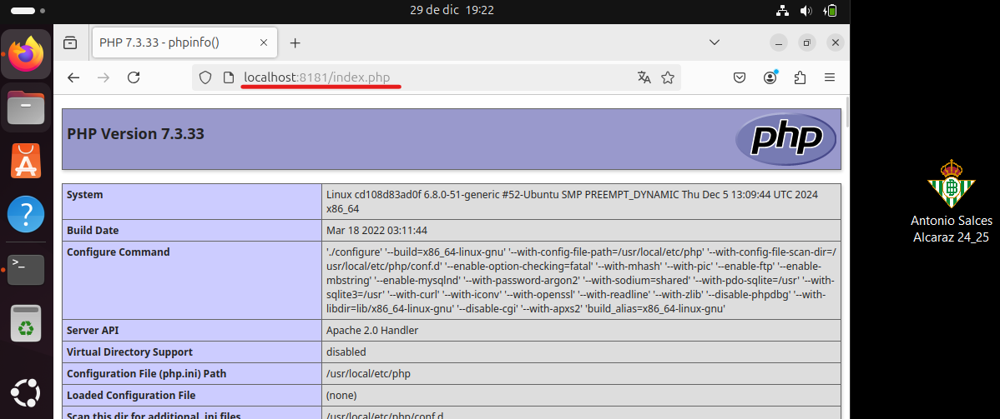 29 de dic 19:22
PHP 7.3.33 - phpinfo()
localhost:8181/index.php
PHP Version 7.3.33
php
System
Linux cd108d83ad0f 6.8.0-51-generic #52-Ubuntu SMP PREEMPT_DYNAMIC Thu Dec 5 13:09:44 UTC 2024
x86_64
Build Date
Mar 18 2022 03:11:44
Configure Command
'./configure' '--build=x86_64-linux-gnu' '--with-config-file-path=/usr/local/etc/php' '--with-config-file-scan-dir=/
usr/local/etc/php/conf.d' '--enable-option-checking=fatal' '--with-mhash' '--with-pic' '--enable-ftp' '--enable-
mbstring' '--enable-mysqlnd' '--with-password-argon2' '--with-sodium=shared' '--with-pdo-sqlite=/usr' '--with-
sqlite3=/usr' '--with-curl' '--with-iconv' '--with-openssl' '--with-readline' '--with-zlib' '--disable-phpdbg' '--with-
libdir=lib/x86_64-linux-gnu' '--disable-cgi' '--with-apxs2' 'build_alias=x86_64-linux-gnu'
Server API
Apache 2.0 Handler
Virtual Directory Support
disabled
Configuration File (php.ini) Path
/usr/local/etc/php
Loaded Configuration File
(none)
Scan this dir for additional .ini files
/usr/local/etc/php/conf.d
Antonio Salces
Alcaraz 24_25